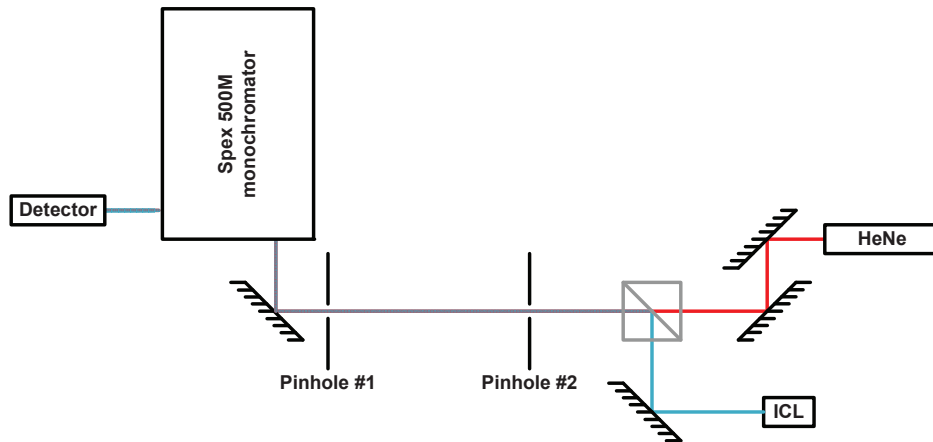 Spex 500M
monochromator
Detector
HeNe
Pinhole #1
Pinhole #2
ICL